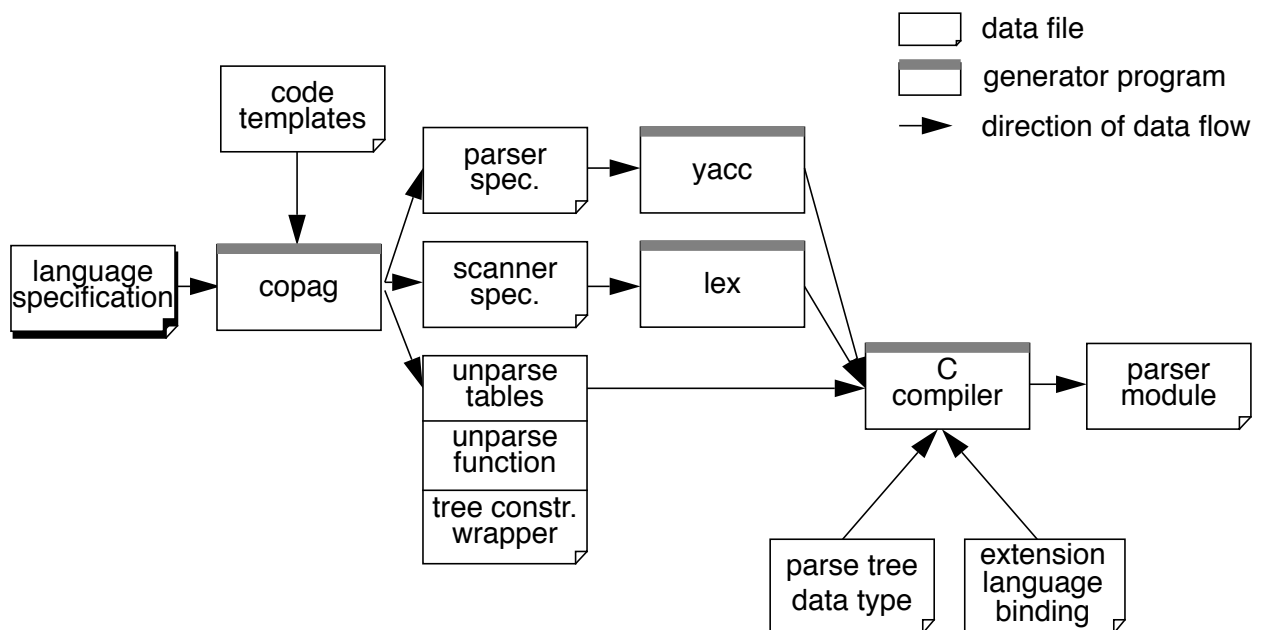 data file
generator program
direction of data flow
code
templates
parser
spec.
yacc
language
specification
copag
scanner
spec.
lex
unparse
tables
unparse
function
tree constr.
wrapper
C
compiler
parser
module
parse tree
data type
extension
language
binding